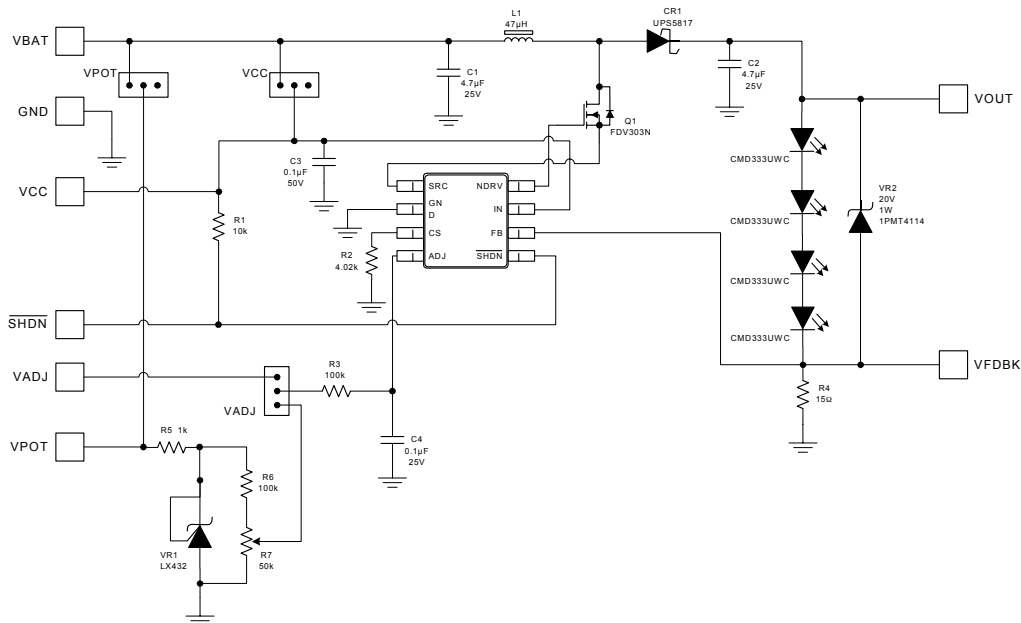 L1
47µH
CR1
UPS5817
VBAT
VPOT
VCC
C1
4.7µF
25V
C2
4.7µF
25V
VOUT
GND
Q1
FDV303N
CMD333UWC
C3
0.1µF
50V
VCC
SRC
NDRV
GN
D
IN
CS
FB
ADJ
SHDN
R1
10k
R2
4.02k
CMD333UWC
VR2
20V
1W
1PMT4114
CMD333UWC
CMD333UWC
SHDN
VADJ
R3
100k
VADJ
VFDBK
R4
15Ω
VPOT
R5 1k
C4
0.1µF
25V
R6
100k
VR1
LX432
R7
50k